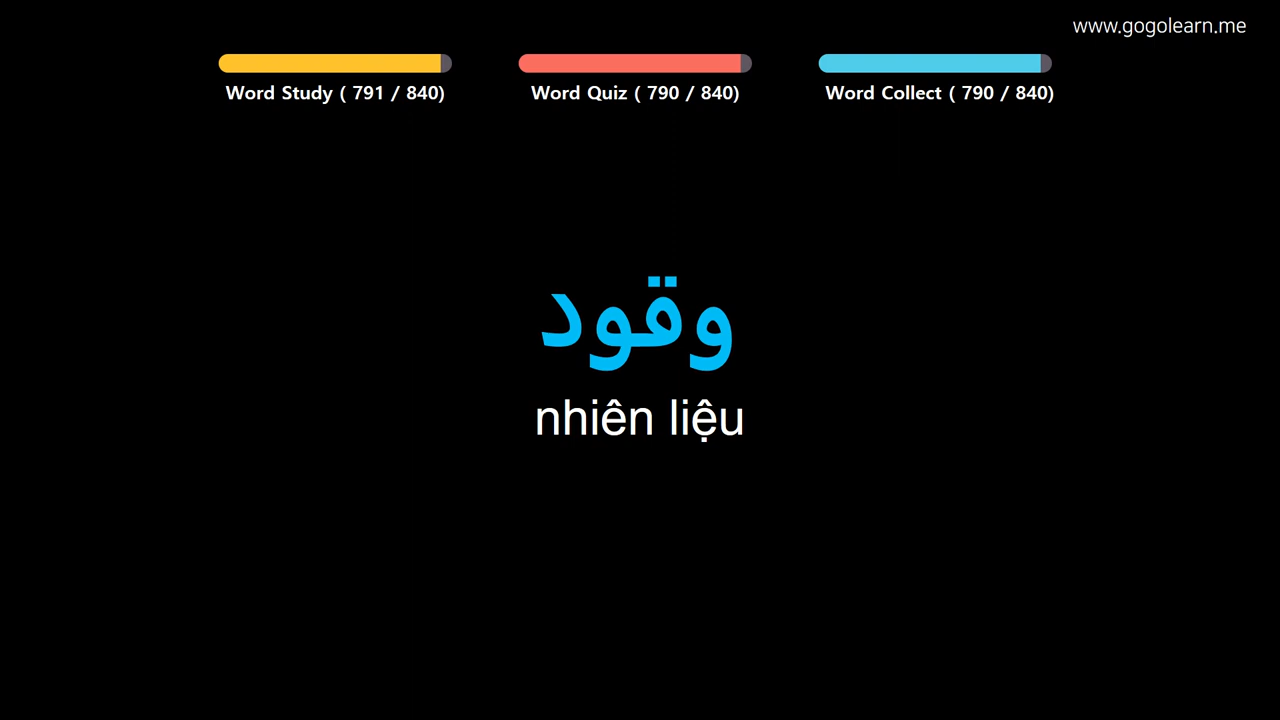 www.gogolearn.me
Word Study ( 791 / 840)
Word Quiz ( 790 / 840)
Word Collect ( 790 / 840)
وقود
nhiên liệu